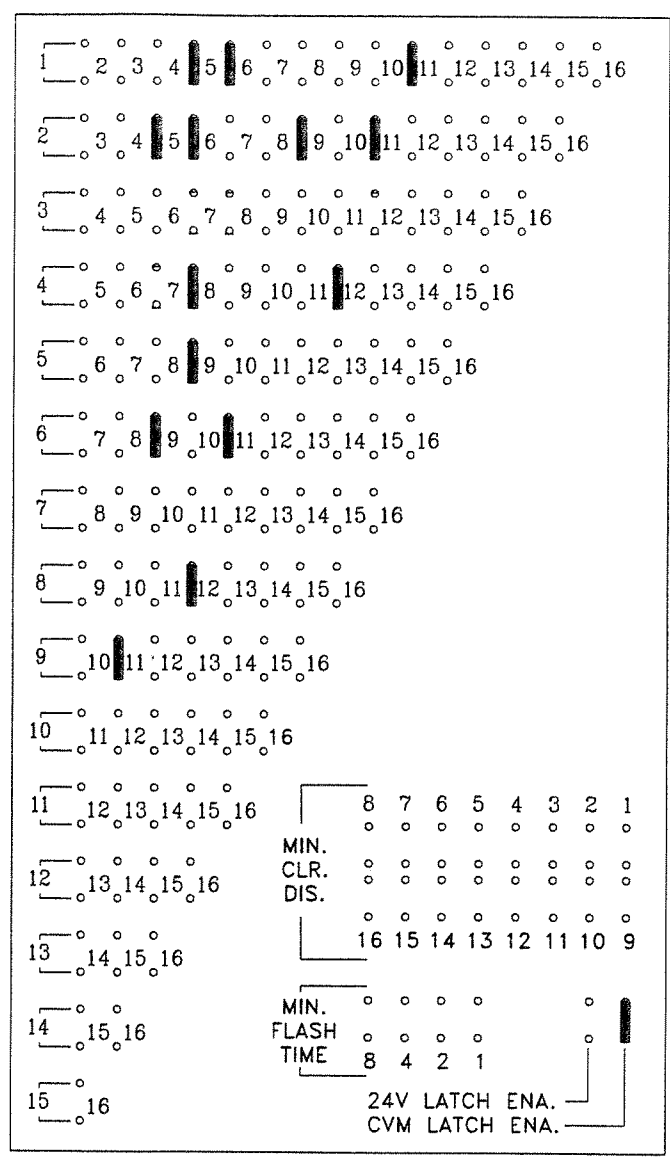 1 2 3 4 5 6 7 8 9 10 11 12 13 14 15 16
2 3 4 5 6 7 8 9 10 11 12 13 14 15 16
3 4 5 6 7 8 9 10 11 12 13 14 15 16
4 5 6 7 8 9 10 11 12 13 14 15 16
5 6 7 8 9 10 11 12 13 14 15 16
6 7 8 9 10 11 12 13 14 15 16
7 8 9 10 11 12 13 14 15 16
8 9 10 11 12 13 14 15 16
9 10 11 12 13 14 15 16
10 11 12 13 14 15 16
11 12 13 14 15 16
12 13 14 15 16
13 14 15 16
14 15 16
15 16
8 7 6 5 4 3 2 1
MIN.
CLR.
DIS.
16 15 14 13 12 11 10 9
MIN.
FLASH
TIME
8 4 2 1
24V LATCH ENA.
CVM LATCH ENA.